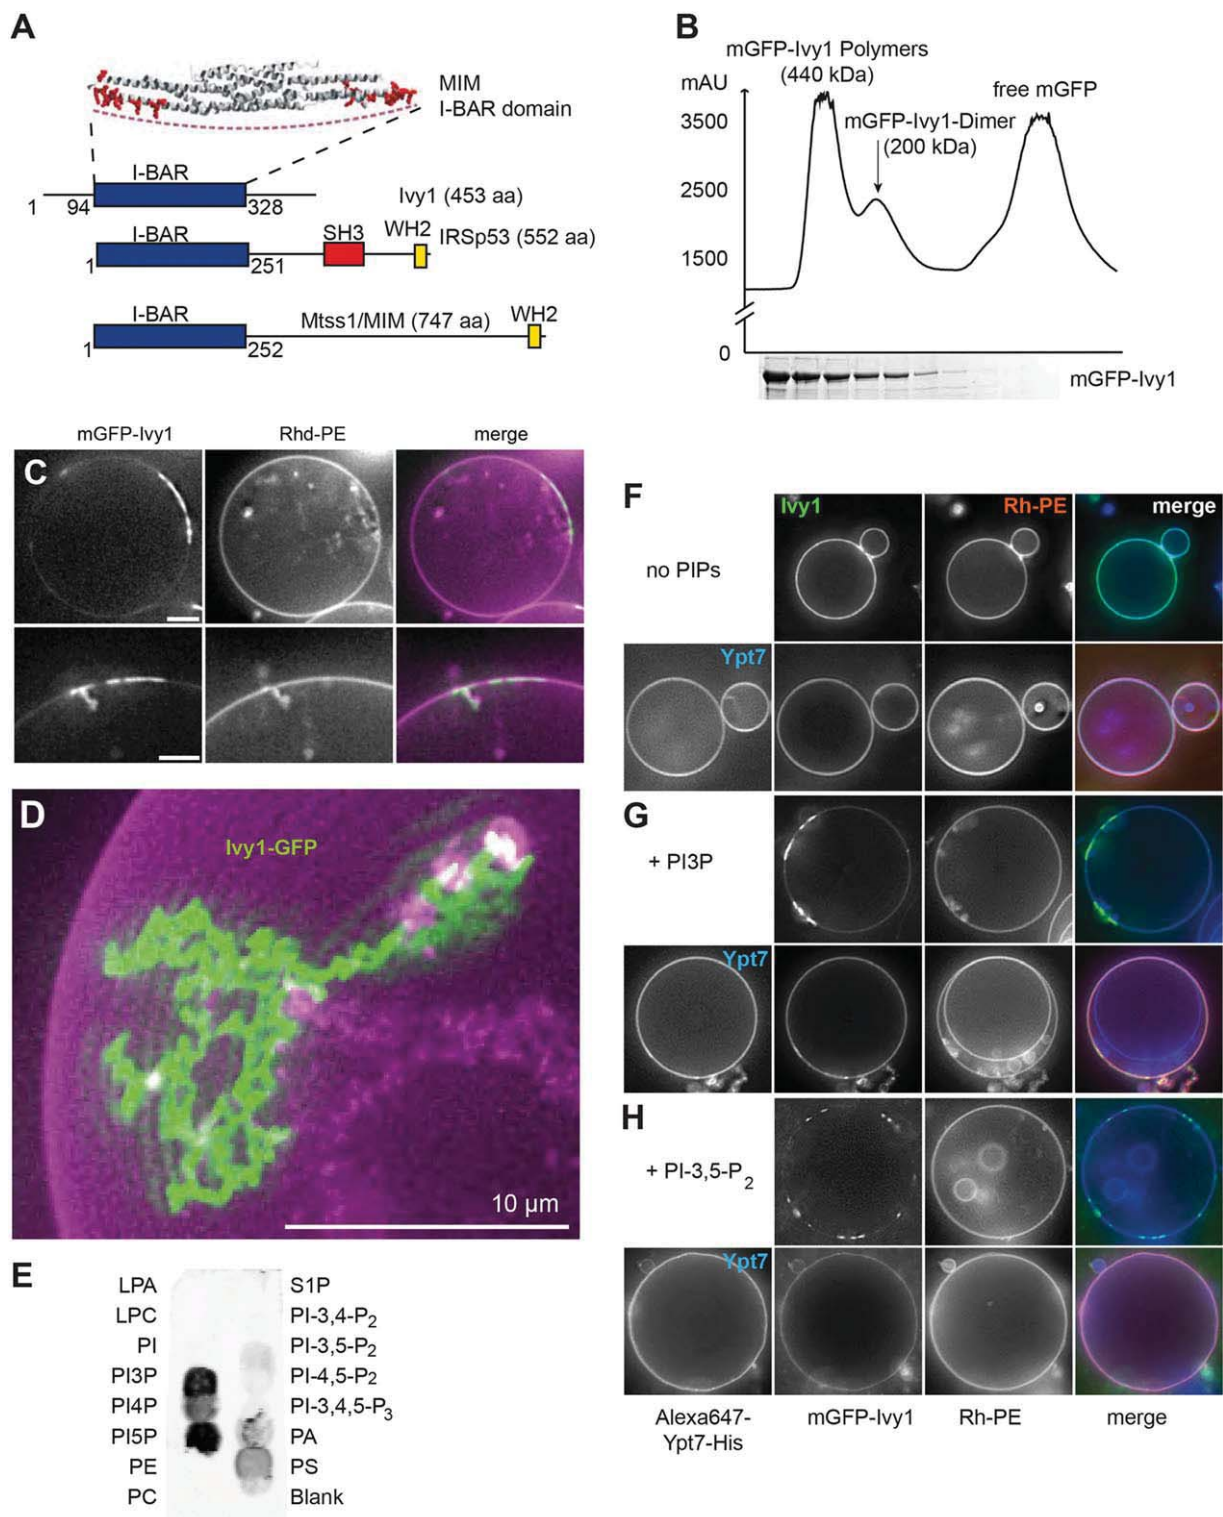 A
MIM
I-BAR domain
I-BAR
1
94
328
Ivy1 (453 aa)
I-BAR
SH3
WH2
IRSp53 (552 aa)
1
251
I-BAR
Mtss1/MIM (747 aa)
WH2
1
252
B
mGFP-Ivy1 Polymers
(440 kDa)
mAU
free mGFP
3500
mGFP-Ivy1-Dimer
(200 kDa)
2500
1500
0
mGFP-Ivy1
mGFP-Ivy1
Rhd-PE
merge
C
D
Ivy1-GFP
10 µm
E
LPA
LPC
PI
PI3P
PI4P
PI5P
PE
PC
S1P
PI-3,4-P2
PI-3,5-P2
PI-4,5-P2
PI-3,4,5-P3
PA
PS
Blank
F
Ivy1
Rh-PE
merge
no PIPs
Ypt7
G
+ PI3P
Ypt7
H
+ PI-3,5-P2
Ypt7
Alexa647-
Ypt7-His
mGFP-Ivy1
Rh-PE
merge